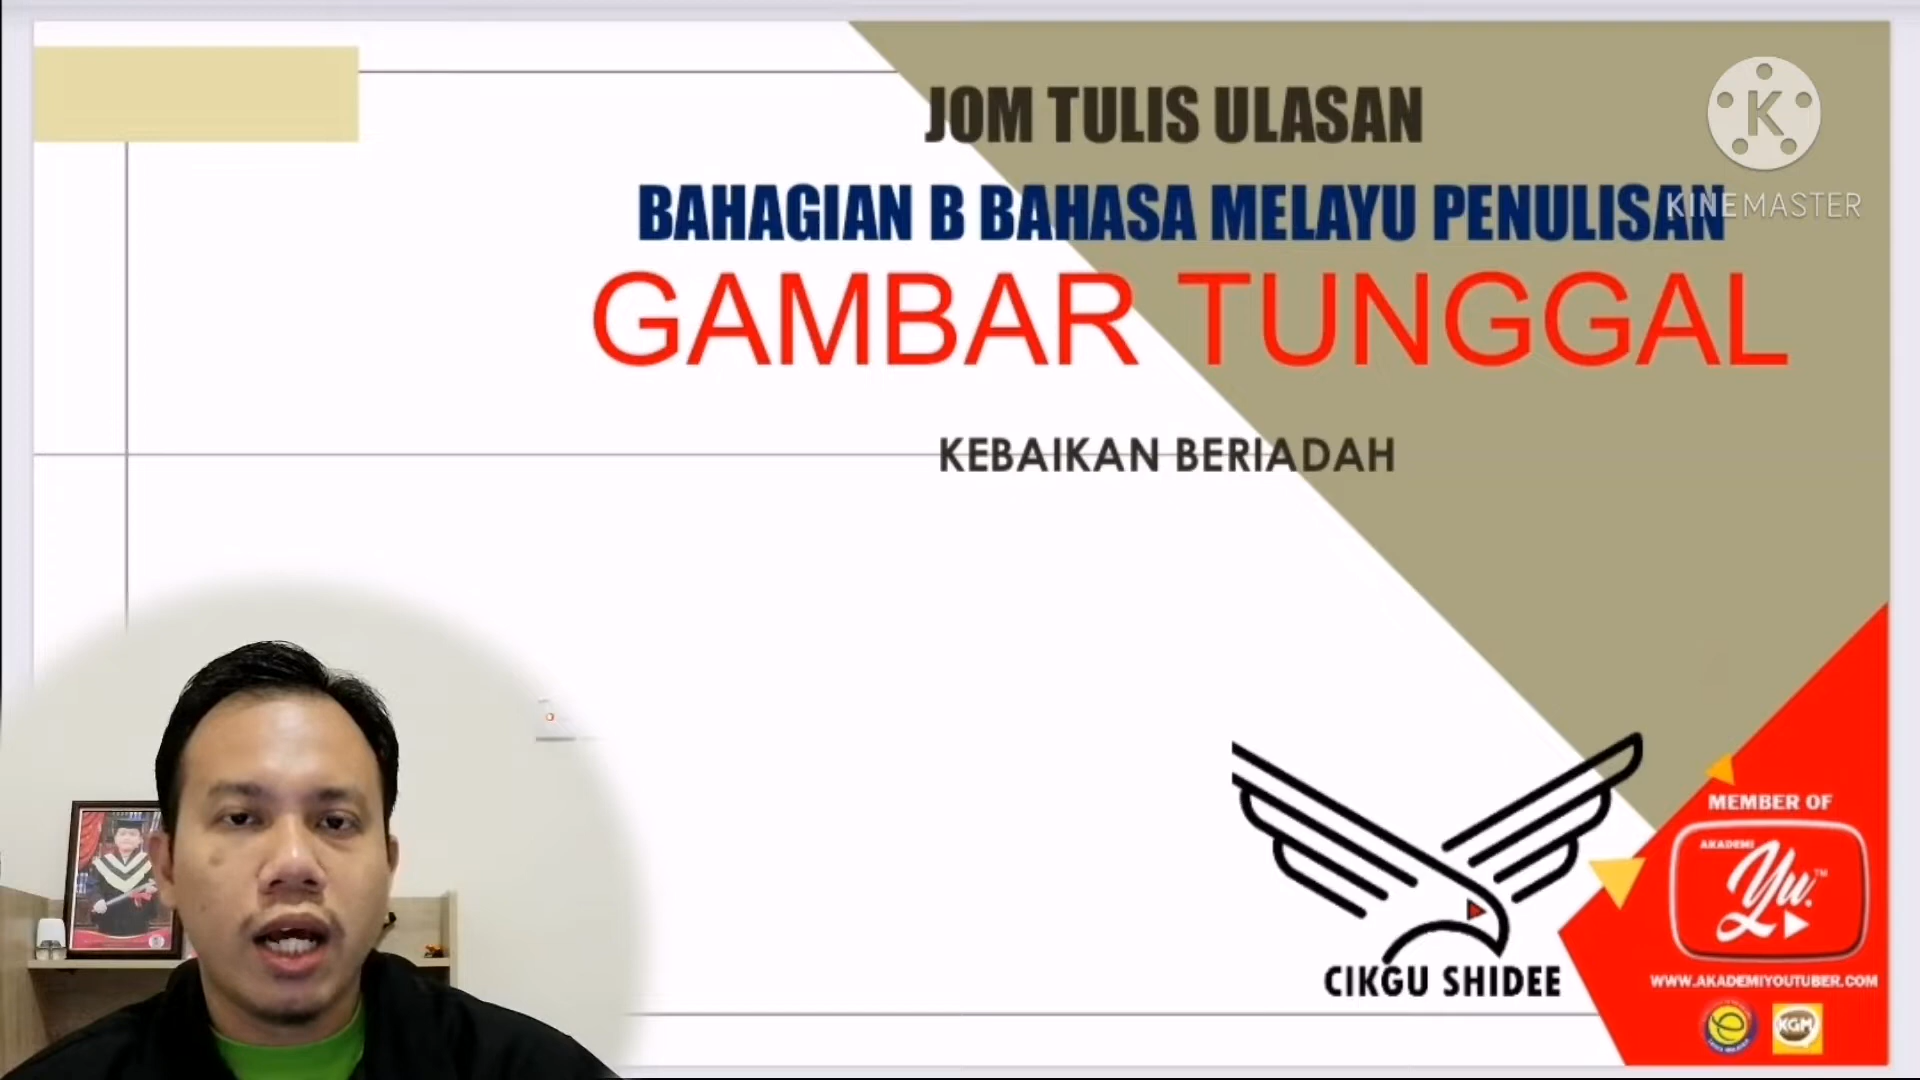 JOM TULIS ULASAN
BAHAGIAN B BAHASA MELAYU PENULISAN
KINEMASTER
GAMBAR TUNGGAL
KEBAIKAN BERIADAH
MEMBER OF
AKADEMI
Yu.™
CIKGU SHIDEE
WWW.AKADEMIYOUTUBER.COM
KGM